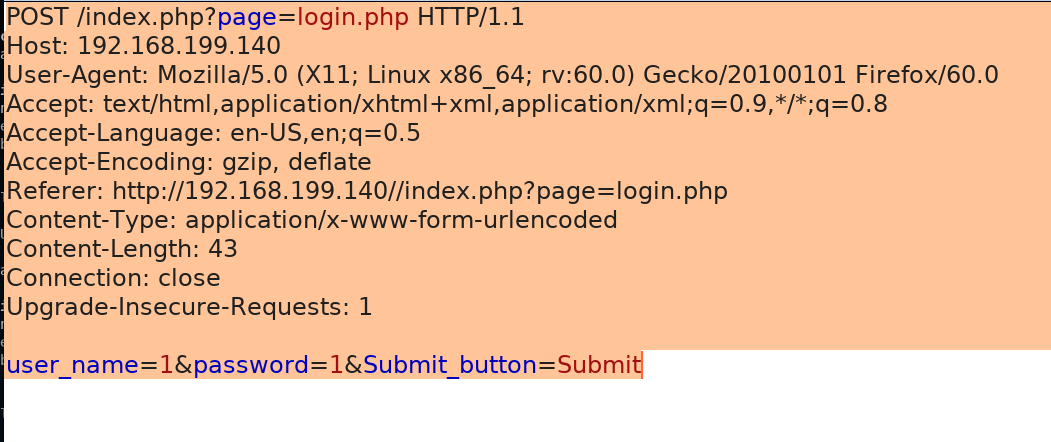 POST /index.php?page=login.php HTTP/1.1
Host: 192.168.199.140
User-Agent: Mozilla/5.0 (X11; Linux x86_64; rv:60.0) Gecko/20100101 Firefox/60.0
Accept: text/html,application/xhtml+xml,application/xml;q=0.9,*/*;q=0.8
Accept-Language: en-US,en;q=0.5
Accept-Encoding: gzip, deflate
Referer: http://192.168.199.140//index.php?page=login.php
Content-Type: application/x-www-form-urlencoded
Content-Length: 43
Connection: close
Upgrade-Insecure-Requests: 1
user_name=1&password=1&Submit_button=Submit